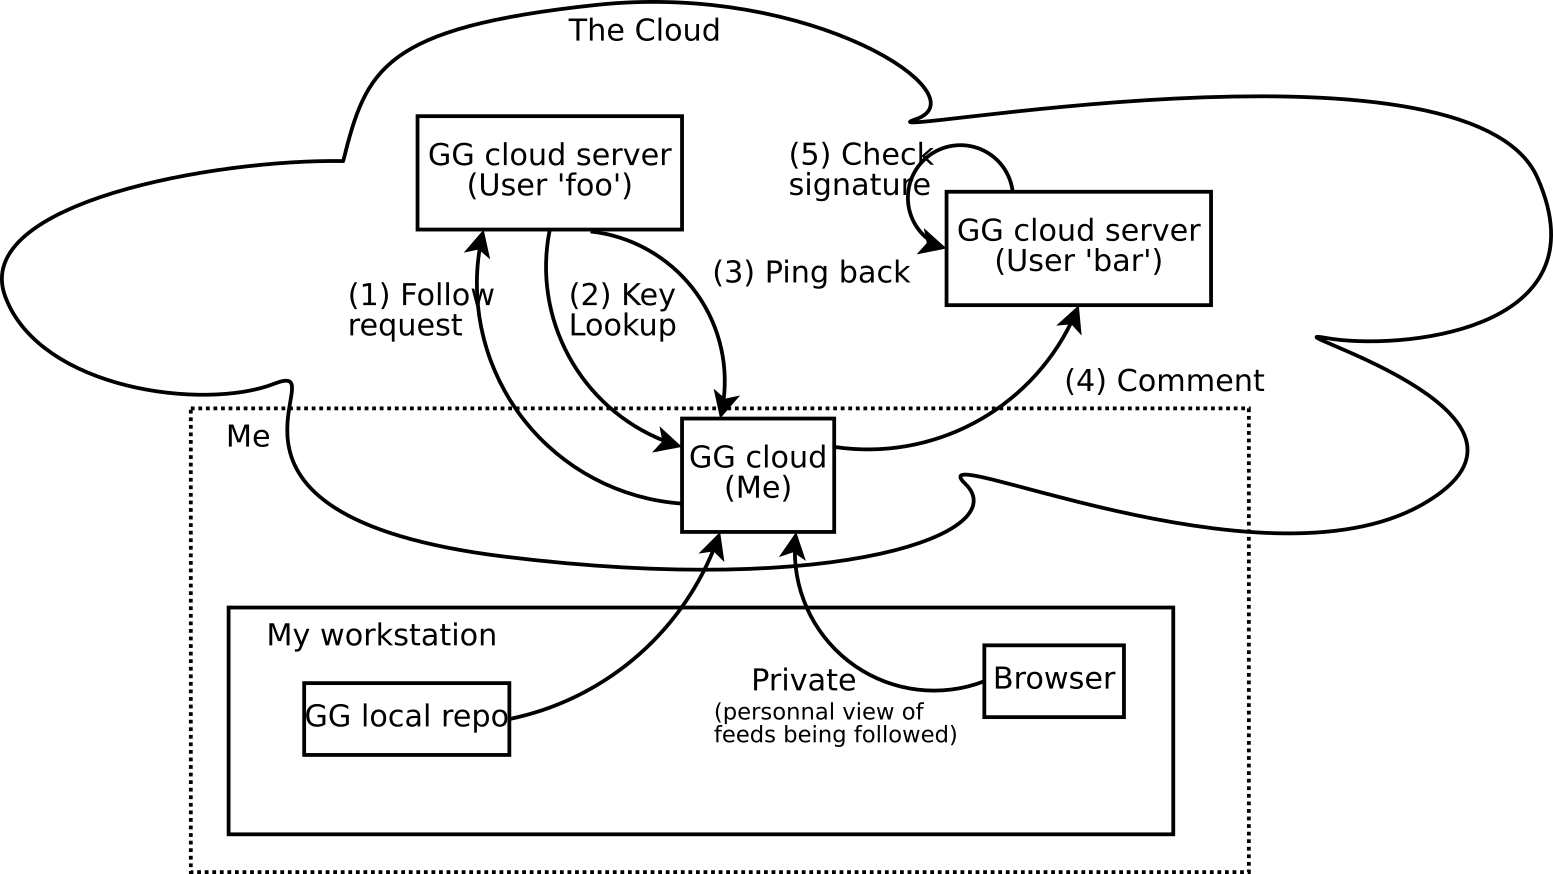 The Cloud
GG cloud server
(User 'foo')
(5) Check
signature
GG cloud server
(User 'bar')
(3) Ping back
(1) Follow
request
(2) Key
Lookup
(4) Comment
Me
GG cloud
(Me)
My workstation
GG local repo
Private
(personnal view of
feeds being followed)
Browser